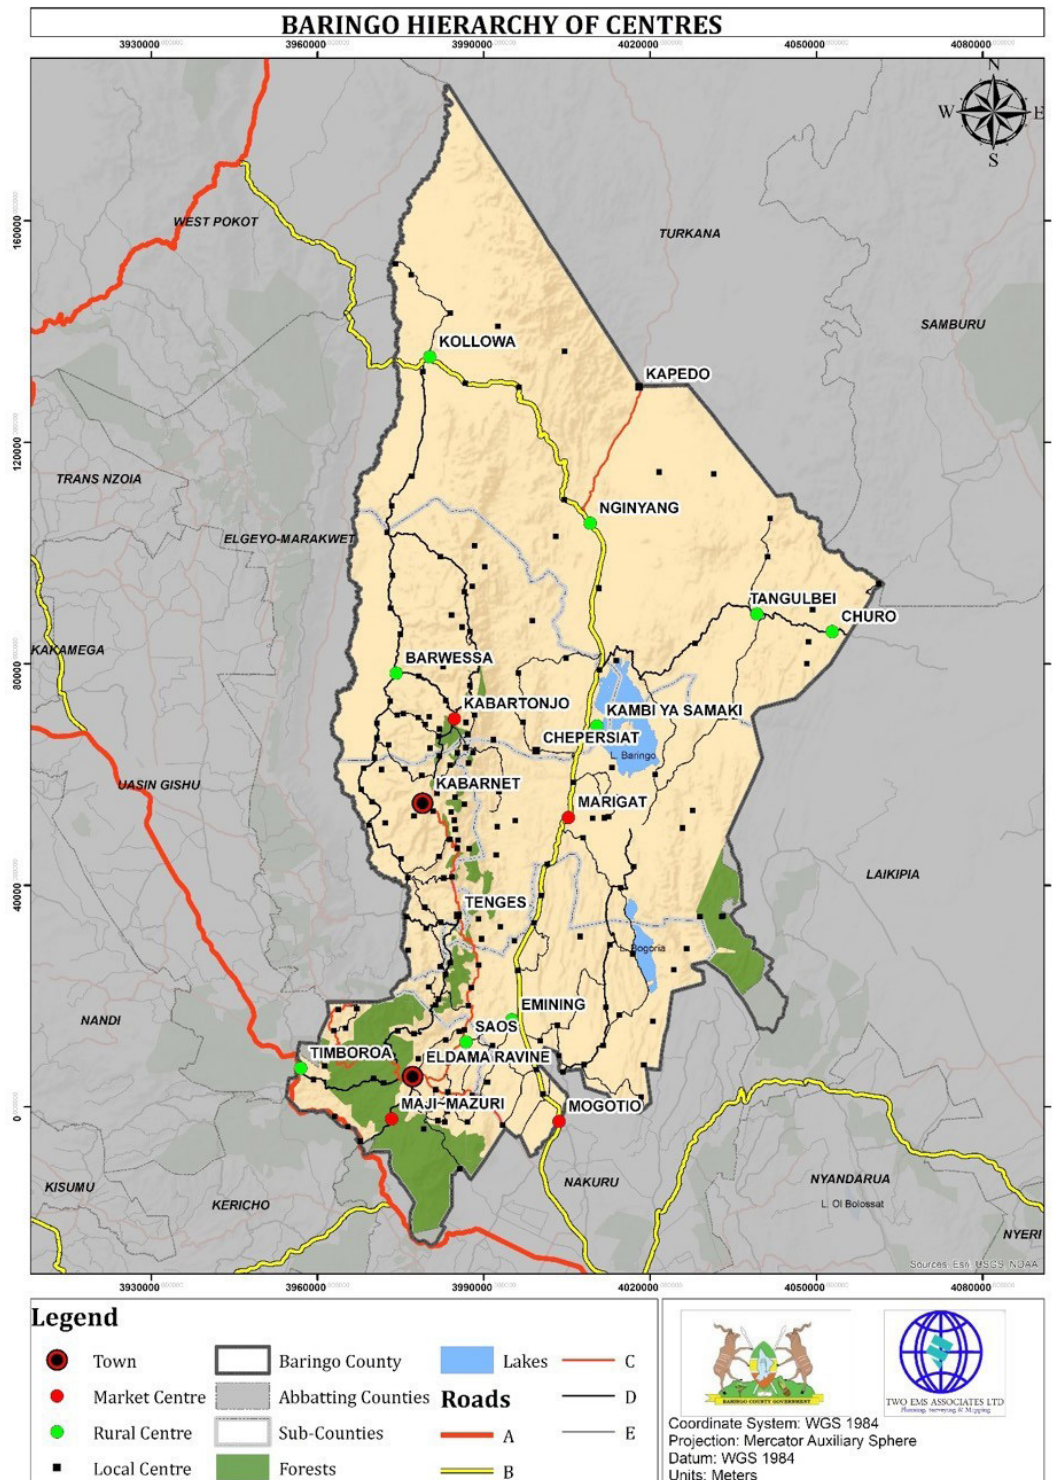 BARINGO HIERARCHY OF CENTRES
3930000 3960000 3990000 4020000 4050000 4080000
N
W E
S
160000
120000
80000
40000
0
WEST POKOT
TURKANA
SAMBURU
KOLLOWA
KAPEDO
TRANS NZOIA
NGINYANG
ELGEYO-MARAKWET
TANGULBEI
CHURO
KAKAMEGA
BARWESSA
KABARTONJO
KAMBI YA SAMAKI
CHEPERSIAT
L. Baringo
UASIN GISHU
KABARNET
MARIGAT
LAIKIPIA
TENGES
L. Bogoria
NANDI
EMINING
SAOS
TIMBOROA
ELDAMA RAVINE
MAJI-MAZURI
MOGOTIO
KISUMU
KERICHO
NAKURU
NYANDARUA
L. Ol Bolossat
NYERI
Sources: Esri, USGS, NOAA
3930000 3960000 3990000 4020000 4050000 4080000
Legend
Town
Market Centre
Rural Centre
Local Centre
Baringo County
Abbatting Counties
Sub-Counties
Forests
Lakes
Roads
A
B
C
D
E
BARINGO COUNTY GOVERNMENT
TWO EMS ASSOCIATES LTD
Planning, Surveying & Mapping
Coordinate System: WGS 1984
Projection: Mercator Auxiliary Sphere
Datum: WGS 1984
Units: Meters